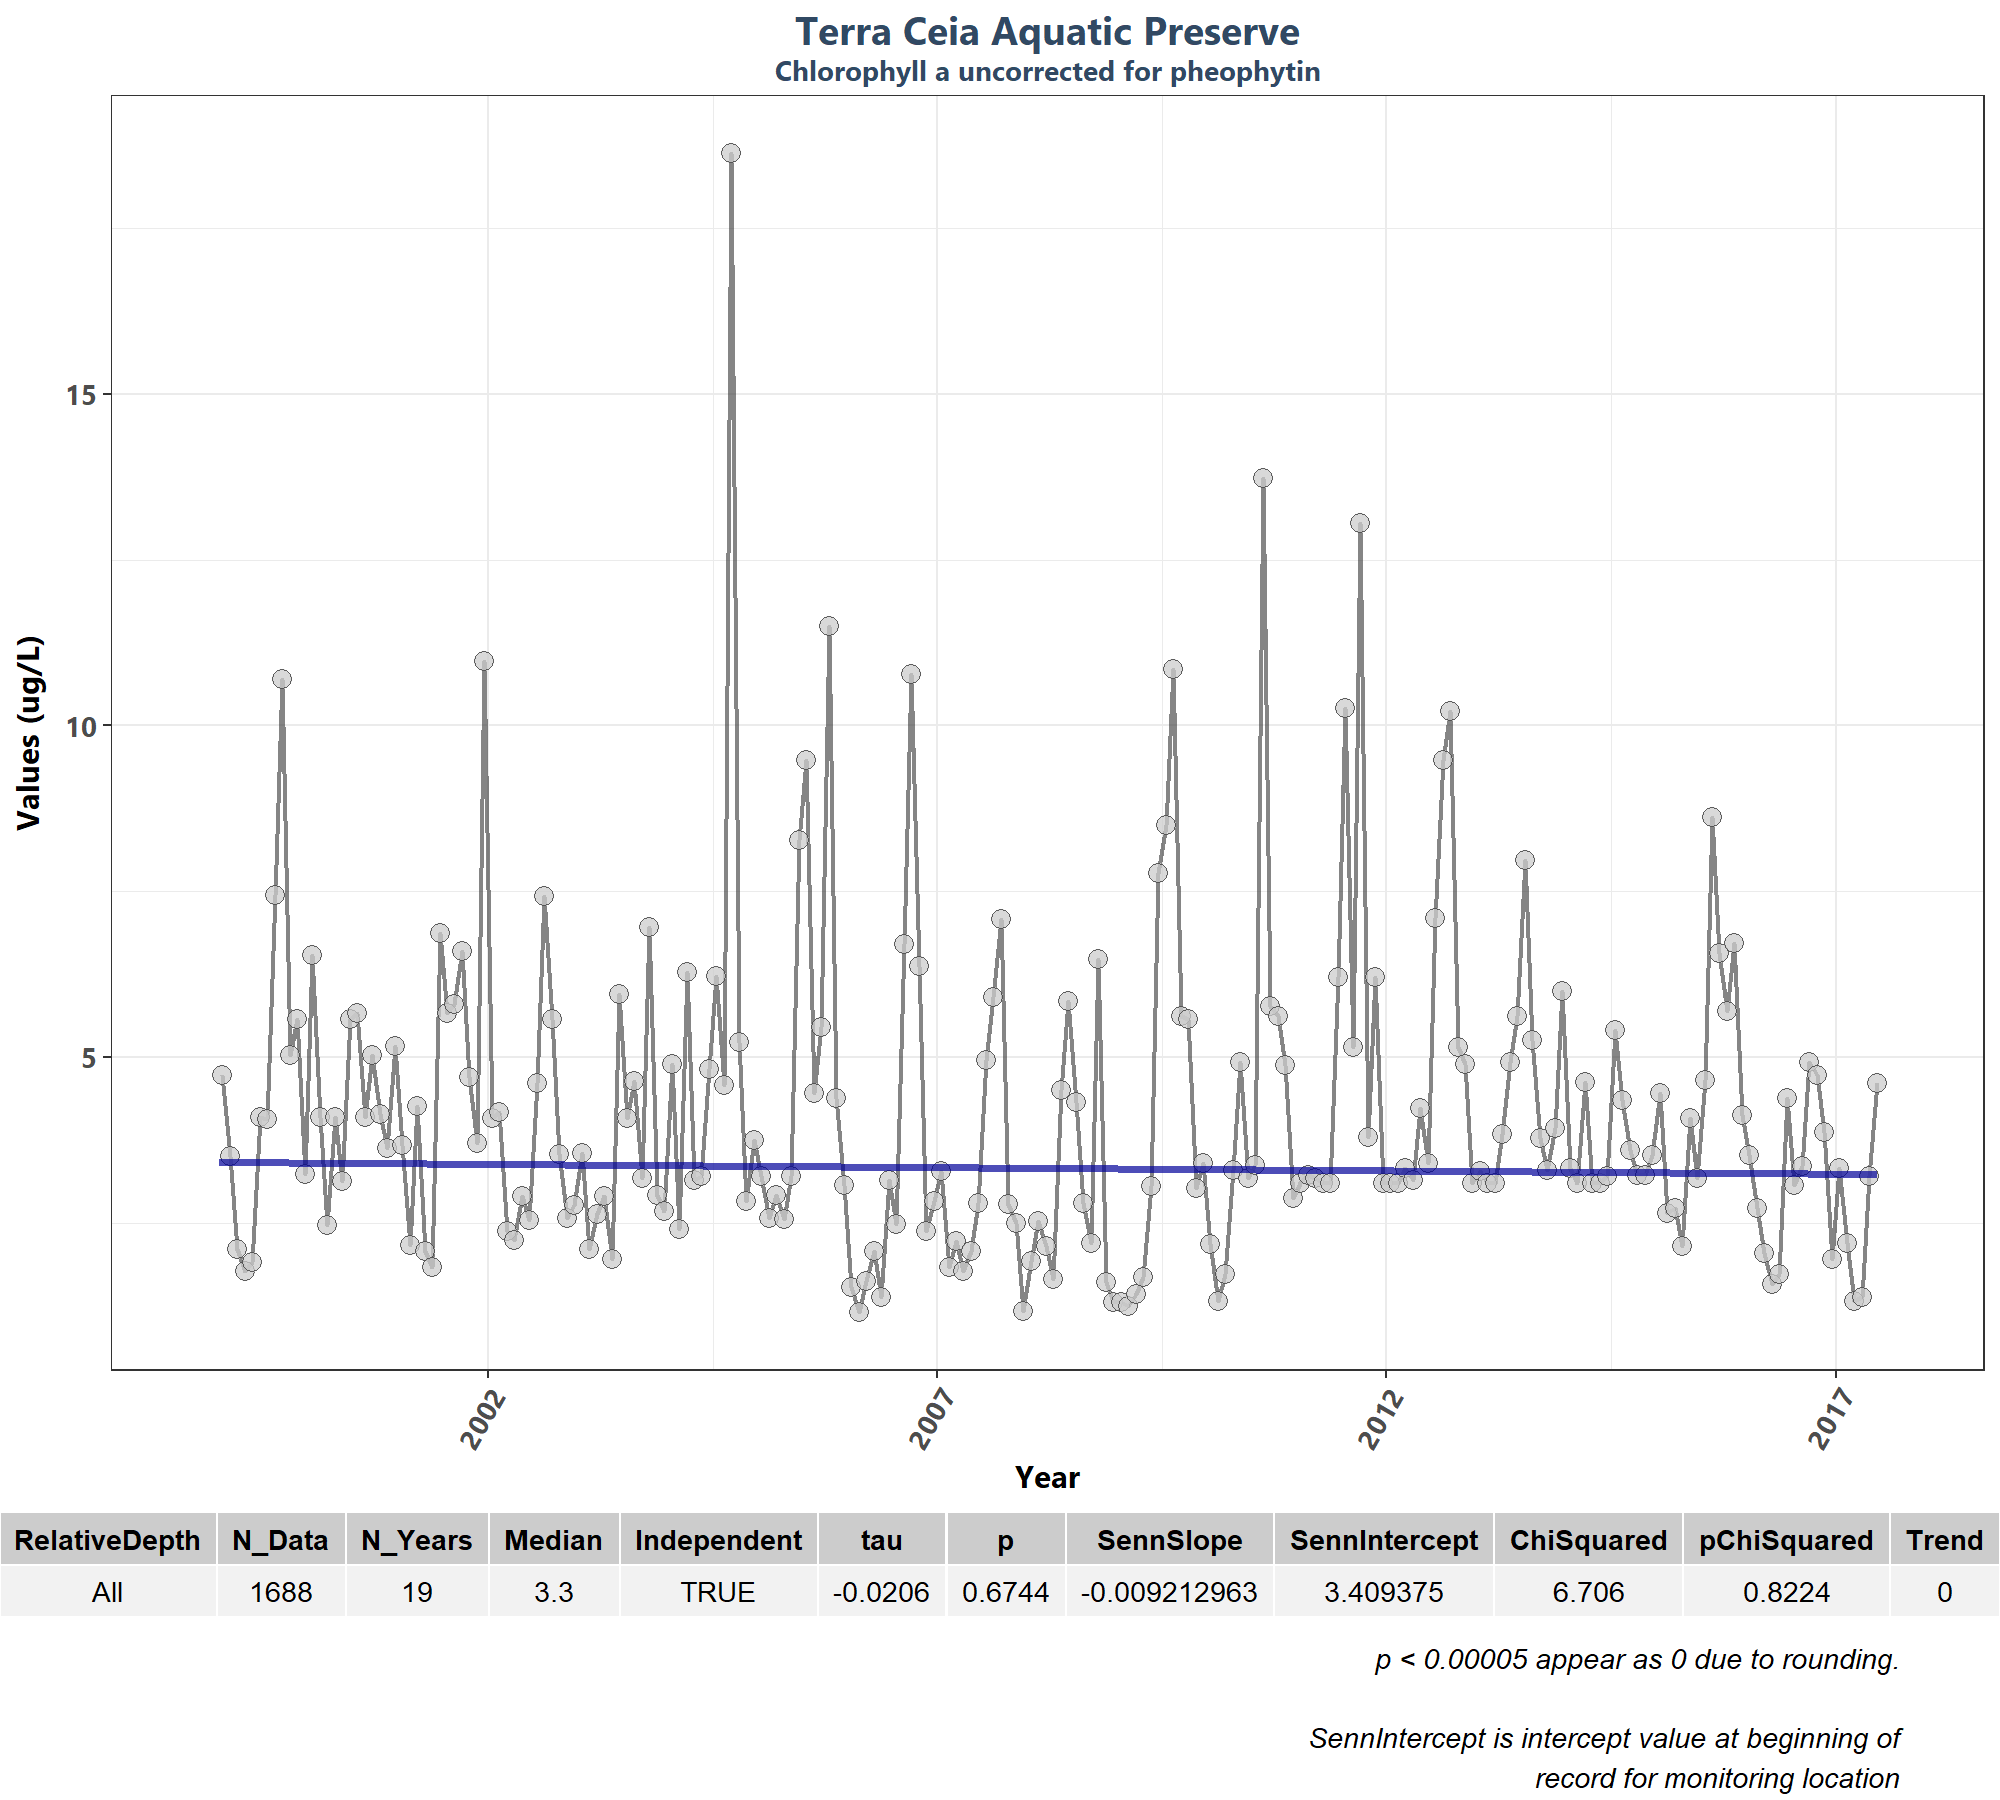 Terra Ceia Aquatic Preserve
Chlorophyll a uncorrected for pheophytin
Values (ug/L)
15
10
5
2002 2007 2012 2017
Year
RelativeDepth N_Data N_Years Median Independent tau p SennSlope SennIntercept ChiSquared pChiSquared Trend
All 1688 19 3.3 TRUE -0.0206 0.6744 -0.009212963 3.409375 6.706 0.8224 0
p < 0.00005 appear as 0 due to rounding.
SennIntercept is intercept value at beginning of
record for monitoring location